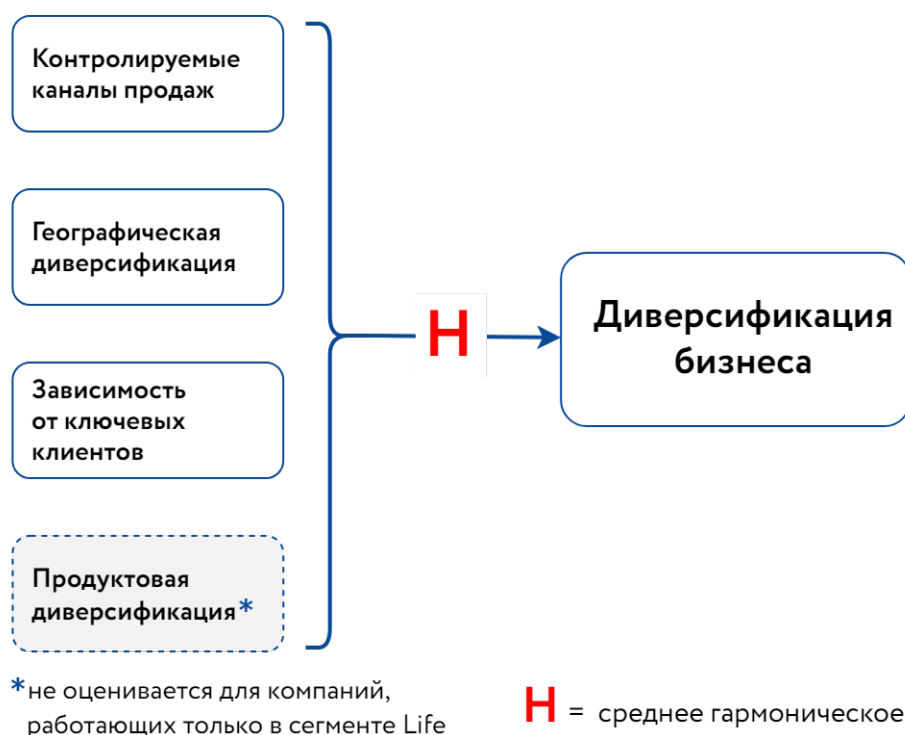 Контролируемые
каналы продаж
Географическая
диверсификация
Зависимость
от ключевых
клиентов
Продуктовая
диверсификация*
H
Диверсификация
бизнеса
*не оценивается для компаний,
работающих только в сегменте Life
H = среднее гармоническое